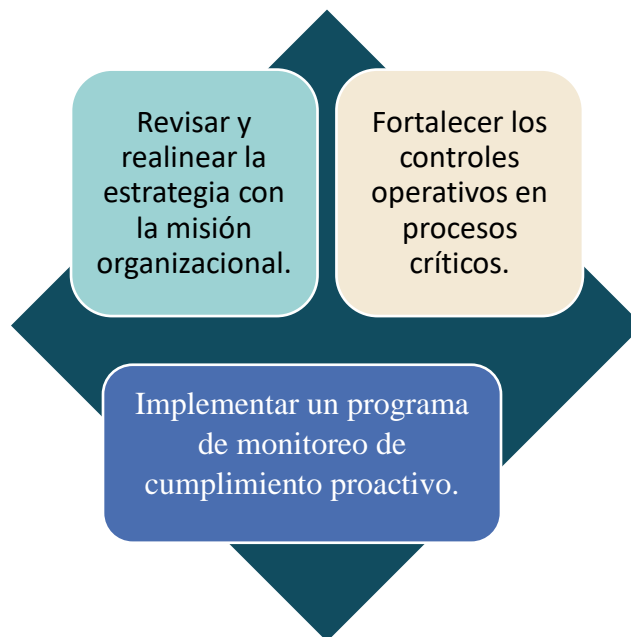 Revisar y
realinear la
estrategia con
la misión
organizacional.
Fortalecer los
controles
operativos en
procesos
críticos.
Implementar un programa
de monitoreo de
cumplimiento proactivo.